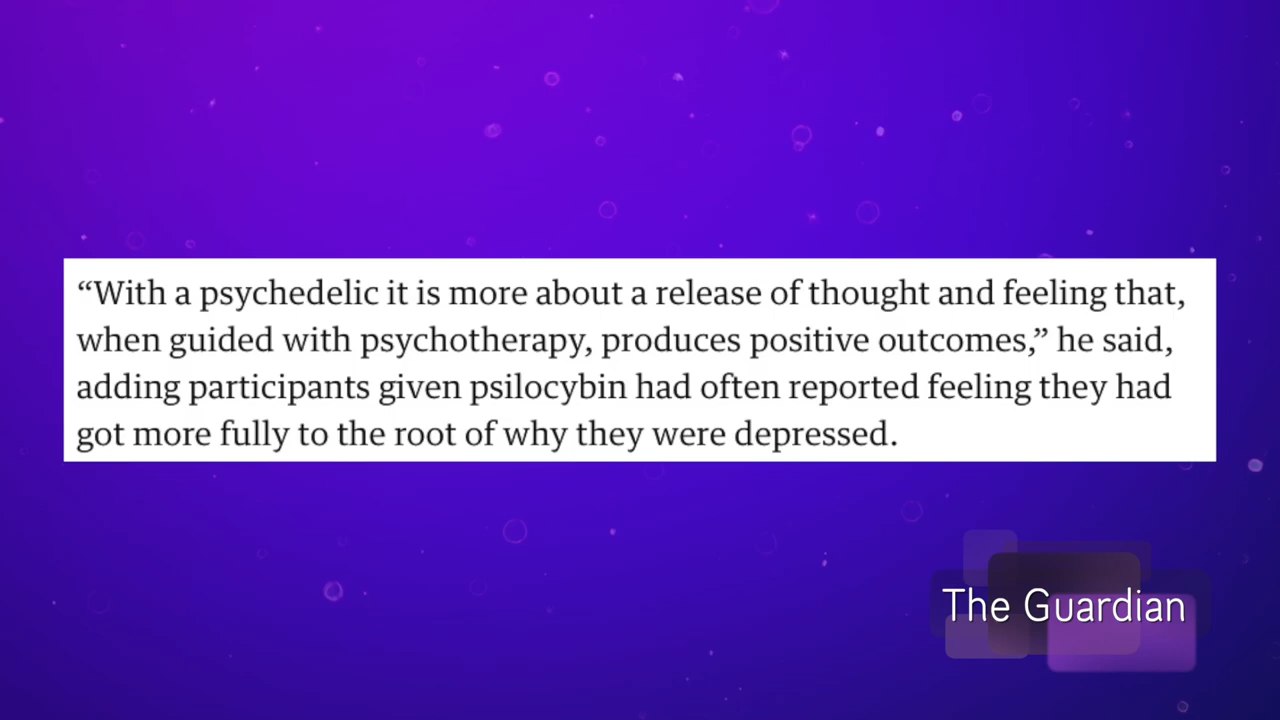 “With a psychedelic it is more about a release of thought and feeling that,
when guided with psychotherapy, produces positive outcomes,” he said,
adding participants given psilocybin had often reported feeling they had
got more fully to the root of why they were depressed.
The Guardian